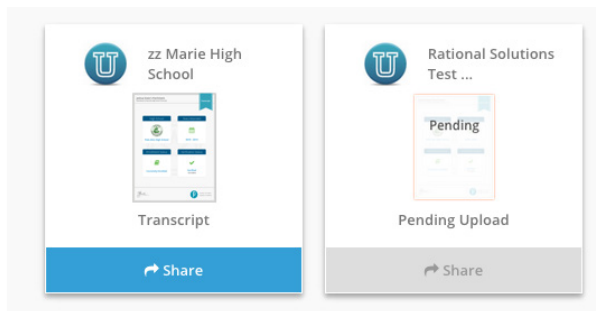 zz Marie High
School
Transcript
Share
Rational Solutions
Test ...
Pending
Pending Upload
Share